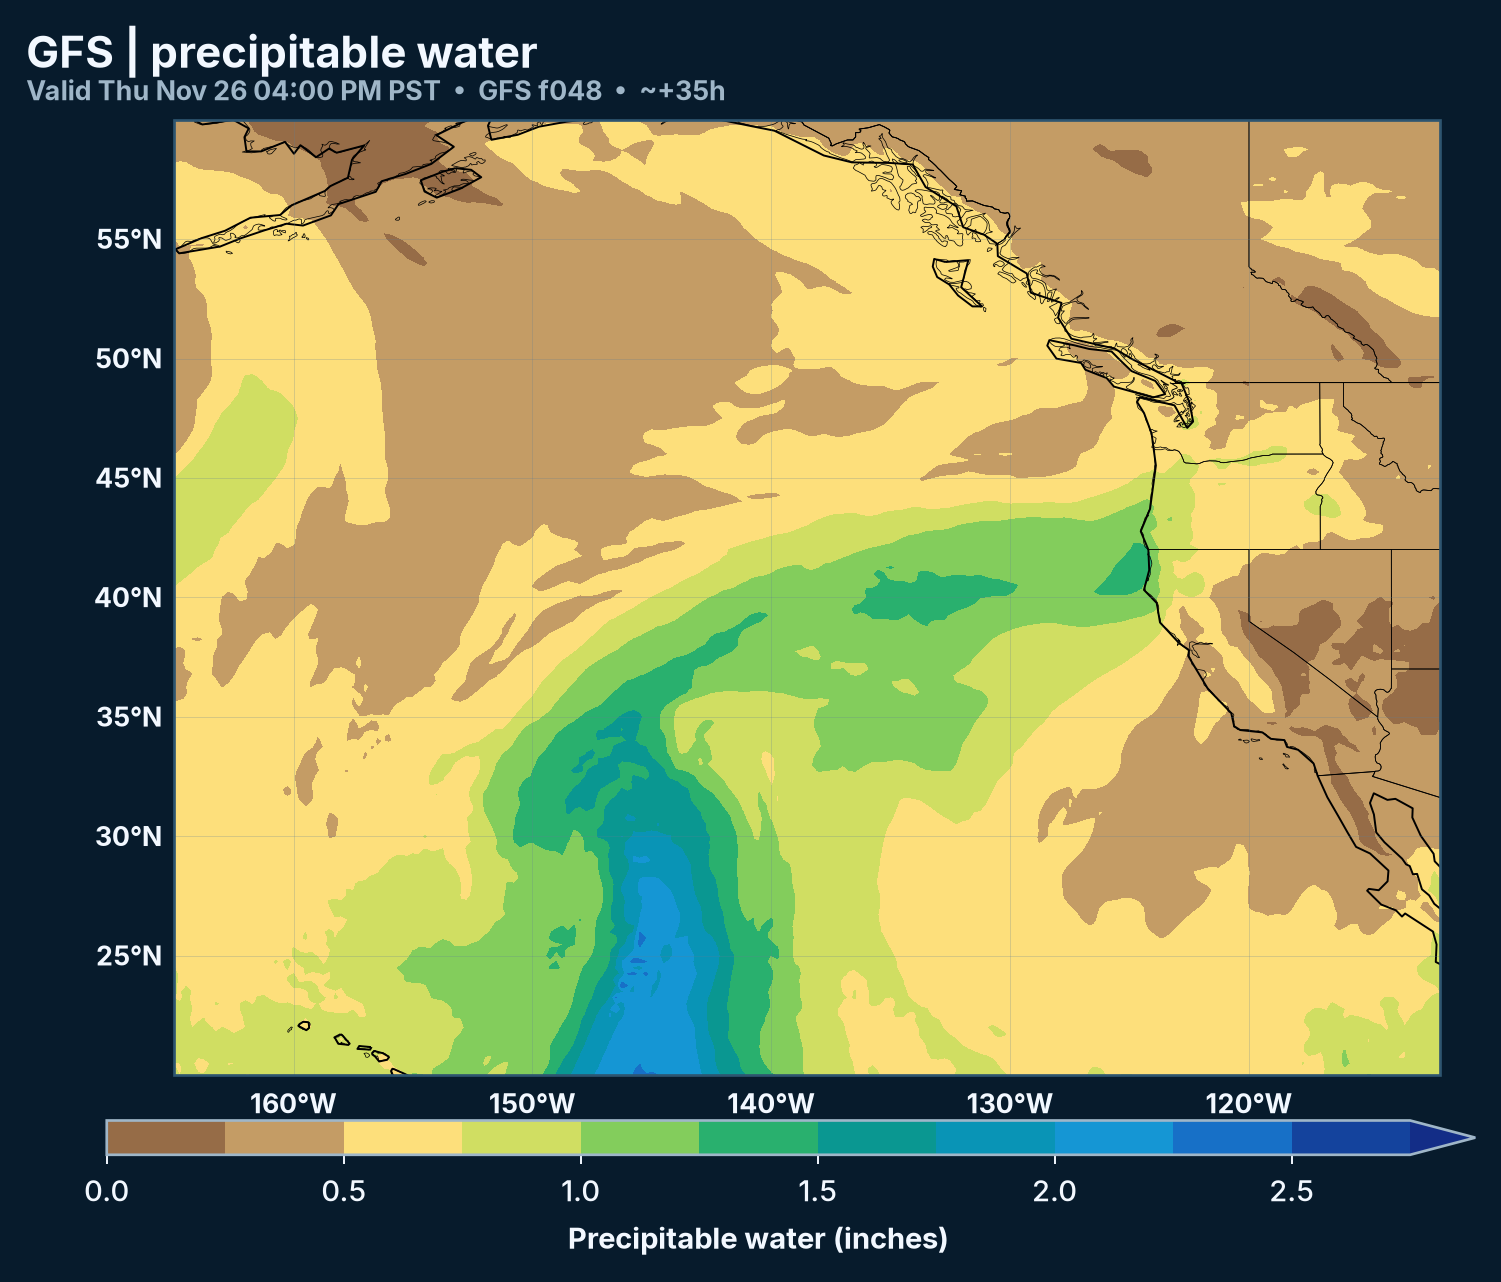 GFS | precipitable water
Valid Thu Nov 26 04:00 PM PST • GFS f048 • ~+35h
55°N
50°N
45°N
40°N
35°N
30°N
25°N
160°W 150°W 140°W 130°W 120°W
0.0 0.5 1.0 1.5 2.0 2.5
Precipitable water (inches)